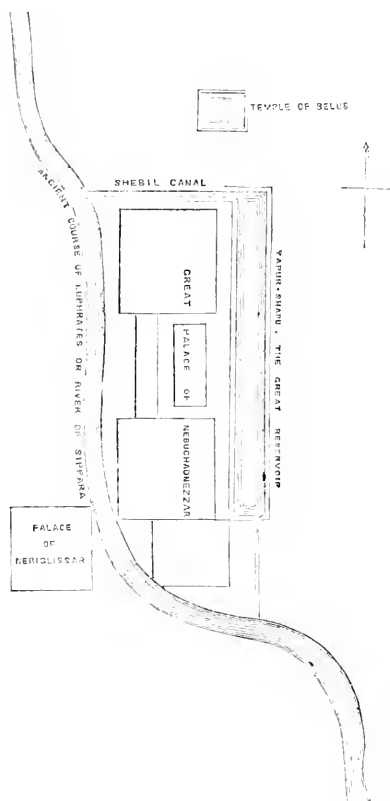 TEMPLE OF BELUS
SHEBIL CANAL
ANCIENT COURSE OF EUPHRATES OR RIVER OF SIPPARA
GREAT
PALACE OF
NEBUCHADNEZZAR
YAPUR-SHAPU, THE GREAT RESERVOIR
PALACE
OF
NERIGLISSAR